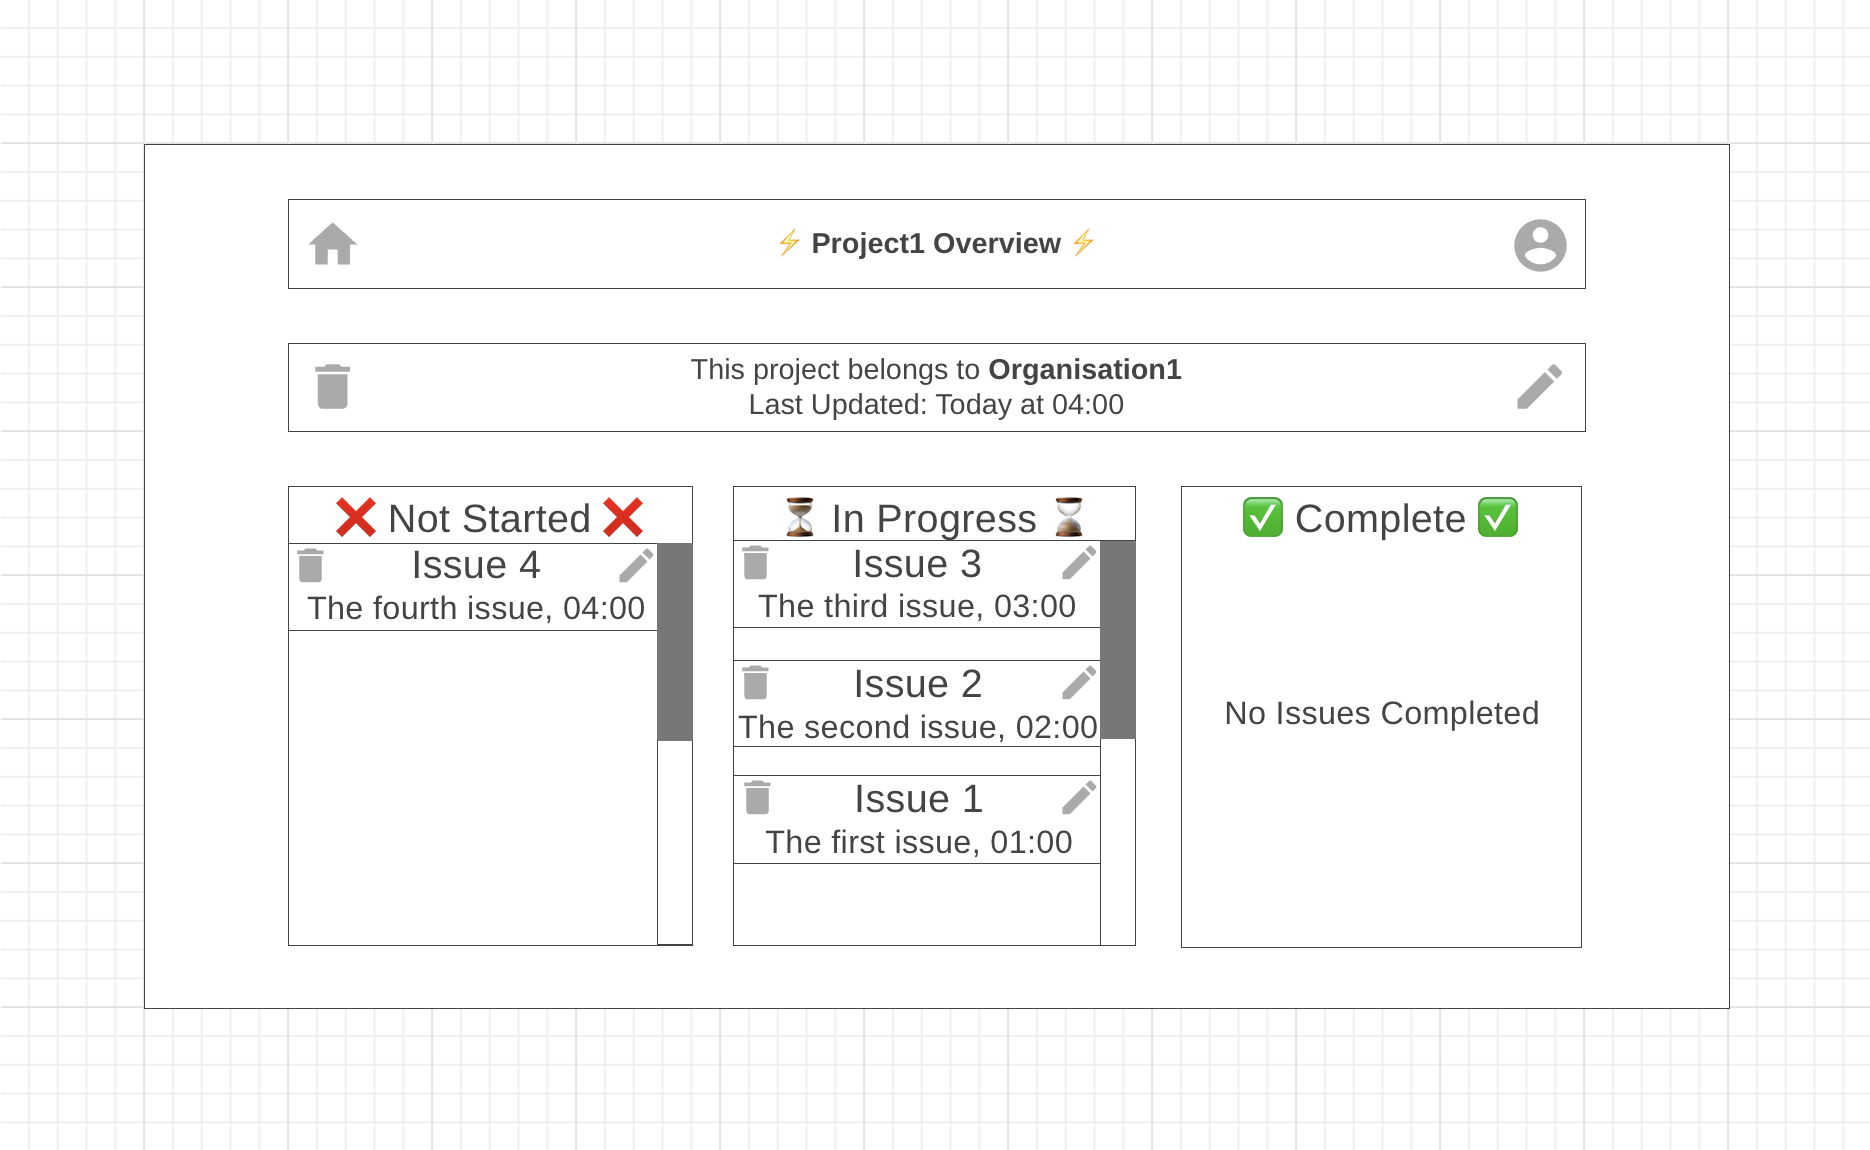 ⚡ Project1 Overview ⚡
This project belongs to Organisation1
Last Updated: Today at 04:00
❌ Not Started ❌
Issue 4
The fourth issue, 04:00
⏳ In Progress ⏳
Issue 3
The third issue, 03:00
Issue 2
The second issue, 02:00
Issue 1
The first issue, 01:00
✅ Complete ✅
No Issues Completed